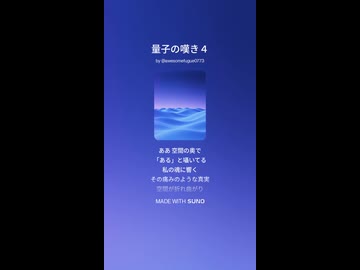 量子の嘆き4
by @awesomefugue0773
ああ 空間の奥で
「ある」と囁いてる
私の魂に響く
その痛みのような真実
空間が折れ曲がり
MADE WITH SUNO